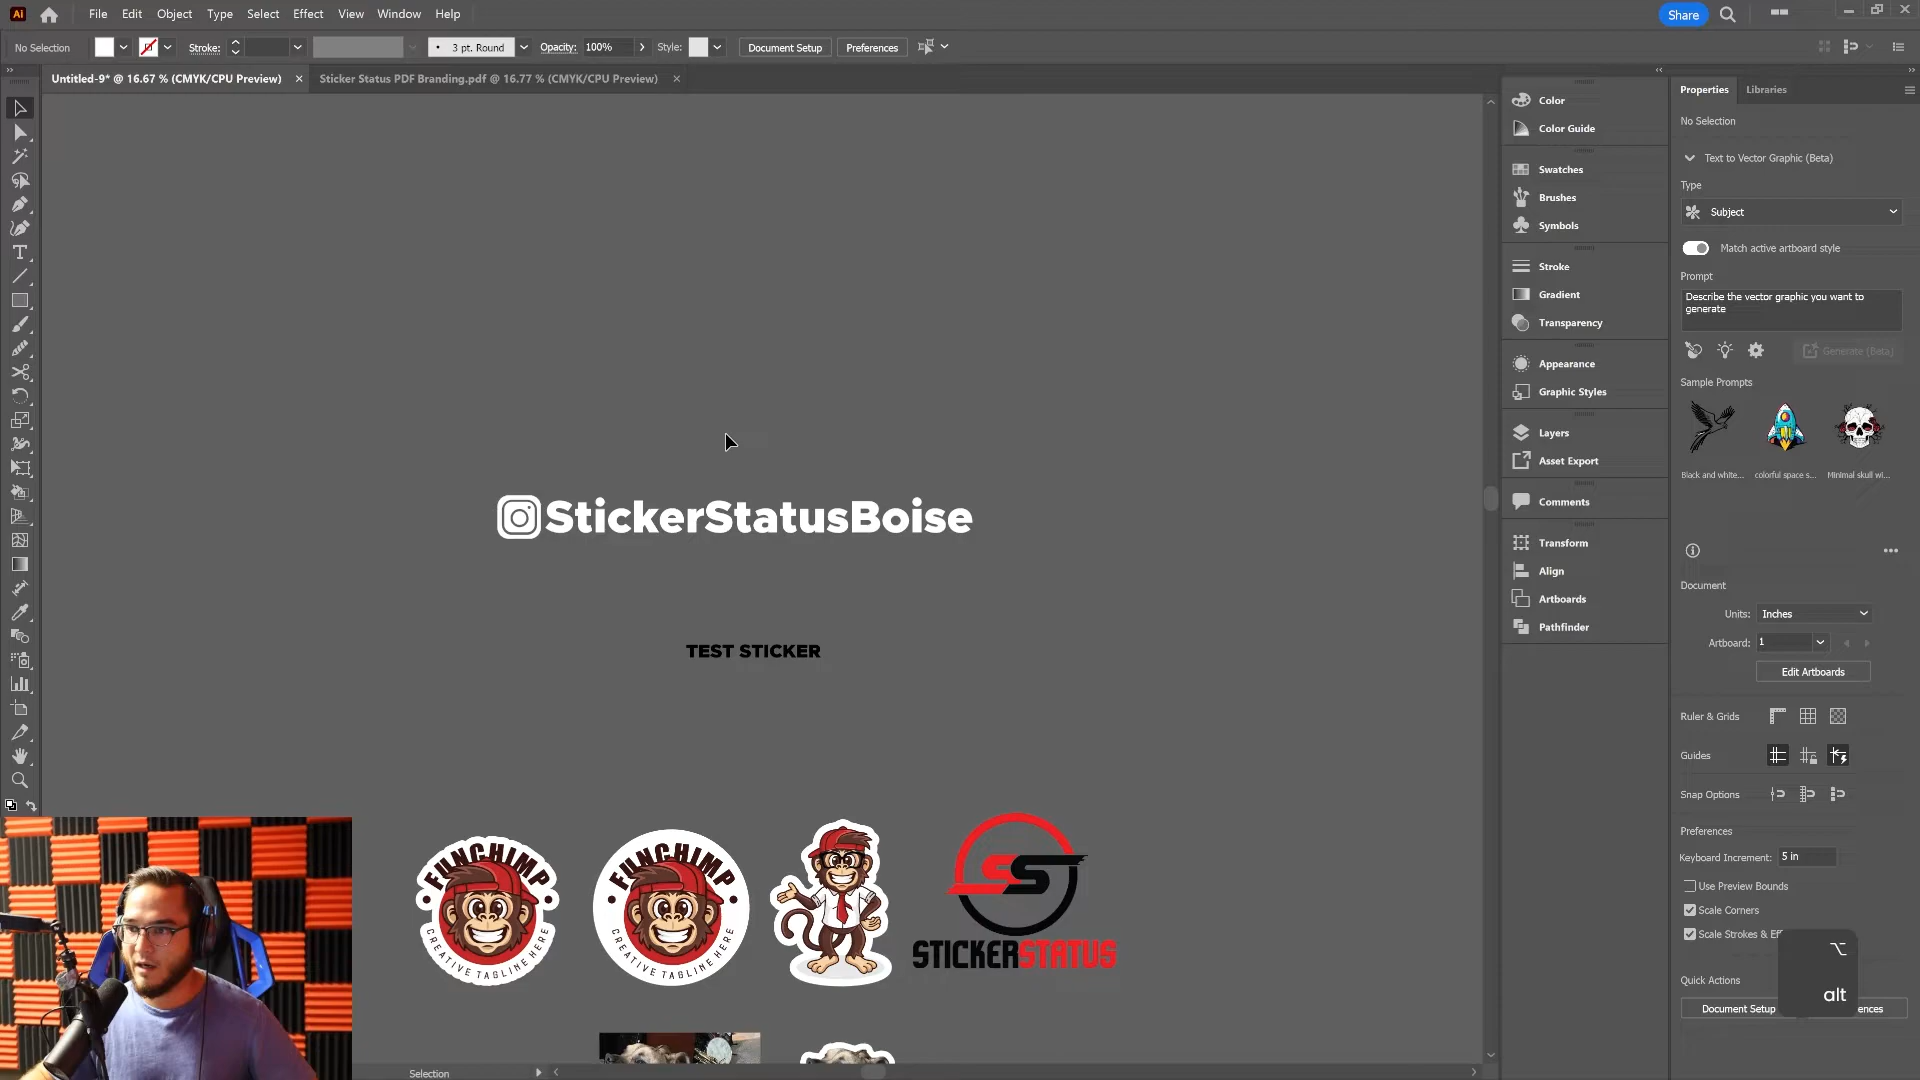 Ai File Edit Object Type Select Effect View Window Help Share
No Selection Stroke: 3 pt. Round Opacity: 100% Style: Document Setup Preferences
Untitled-9* @ 16.67 % (CMYK/CPU Preview) × Sticker Status PDF Branding.pdf @ 16.77 % (CMYK/CPU Preview) ×
StickerStatusBoise
TEST STICKER
FUNCHIMP
CREATIVE TAGLINE HERE
FUNCHIMP
CREATIVE TAGLINE HERE
SS
STICKERSTATUS
Selection
Color
Color Guide
Swatches
Brushes
Symbols
Stroke
Gradient
Transparency
Appearance
Graphic Styles
Layers
Asset Export
Comments
Transform
Align
Artboards
Pathfinder
Properties Libraries
No Selection
Text to Vector Graphic (Beta)
Type
Subject
Match active artboard style
Prompt
Describe the vector graphic you want to
generate
Generate (Beta)
Sample Prompts
Black and white... colorful space s... Minimal skull wi...
Document
Units: Inches
Artboard: 1
Edit Artboards
Ruler & Grids
Guides
Snap Options
Preferences
Keyboard Increment: 5 in
Use Preview Bounds
Scale Corners
Scale Strokes & Ef
Quick Actions
Document Setup ences
alt